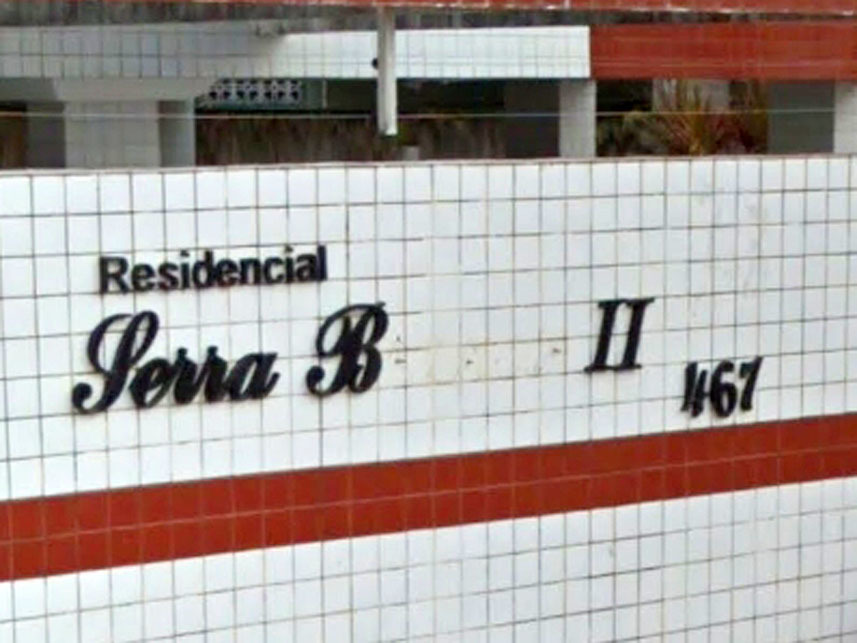 Residencial
Serra B II
467